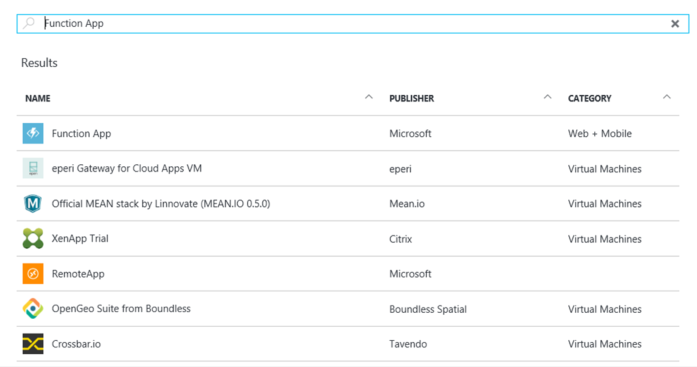 Function App
Results
NAME PUBLISHER CATEGORY
Function App Microsoft Web + Mobile
eperi Gateway for Cloud Apps VM eperi Virtual Machines
M Official MEAN stack by Linnovate (MEAN.IO 0.5.0) Mean.io Virtual Machines
XenApp Trial Citrix Virtual Machines
RemoteApp Microsoft
OpenGeo Suite from Boundless Boundless Spatial Virtual Machines
Crossbar.io Tavendo Virtual Machines